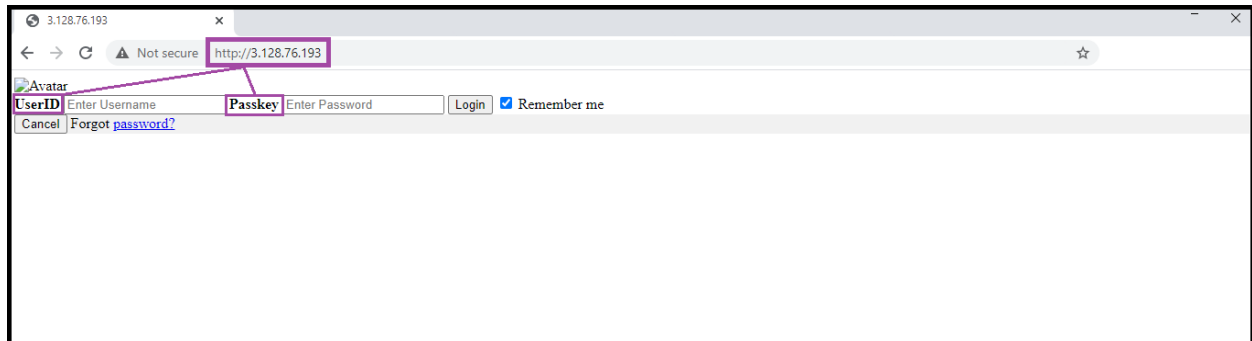 3.128.76.193
Not secure http://3.128.76.193
Avatar
UserID Enter Username Passkey Enter Password Login Remember me
Cancel Forgot password?